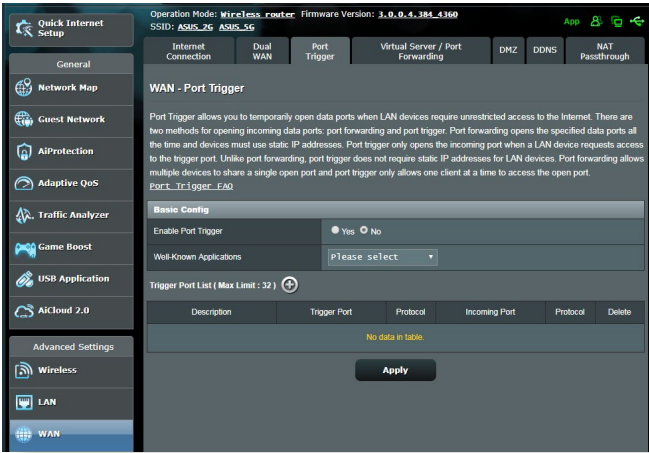 Quick Internet
Setup
General
Network Map
Guest Network
AiProtection
Adaptive QoS
Traffic Analyzer
Game Boost
USB Application
AiCloud 2.0
Advanced Settings
Wireless
LAN
WAN
Operation Mode: Wireless router Firmware Version: 3.0.0.4.384_4360
SSID: ASUS_2G ASUS_5G
App
Internet
Connection
Dual
WAN
Port
Trigger
Virtual Server / Port
Forwarding
DMZ
DDNS
NAT
Passthrough
WAN - Port Trigger
Port Trigger allows you to temporarily open data ports when LAN devices require unrestricted access to the Internet. There are
two methods for opening incoming data ports: port forwarding and port trigger. Port forwarding opens the specified data ports all
the time and devices must use static IP addresses. Port trigger only opens the incoming port when a LAN device requests access
to the port trigger. Unlike port forwarding, port trigger does not require static IP addresses for LAN devices. Port forwarding allows
multiple devices to share a single open port and port trigger only allows one client at a time to access the open port.
Port Trigger FAQ
Basic Config
Enable Port Trigger
Yes No
Well-Known Applications
Please select
Trigger Port List ( Max Limit : 32 )
Description Trigger Port Protocol Incoming Port Protocol Delete
No data in table.
Apply